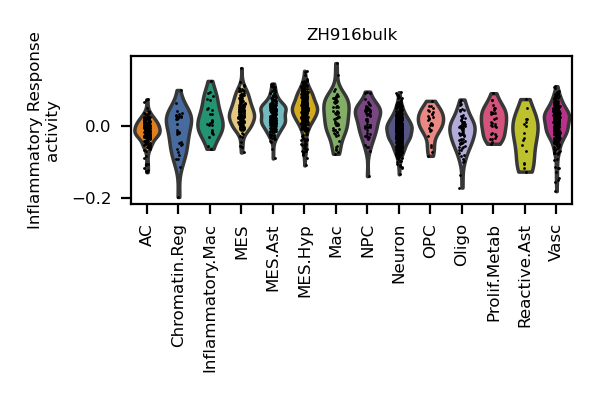 ZH916bulk
Inflammatory Response
activity
0.0
−0.2
AC
Chromatin.Reg
Inflammatory.Mac
MES
MES.Ast
MES.Hyp
Mac
NPC
Neuron
OPC
Oligo
Prolif.Metab
Reactive.Ast
Vasc